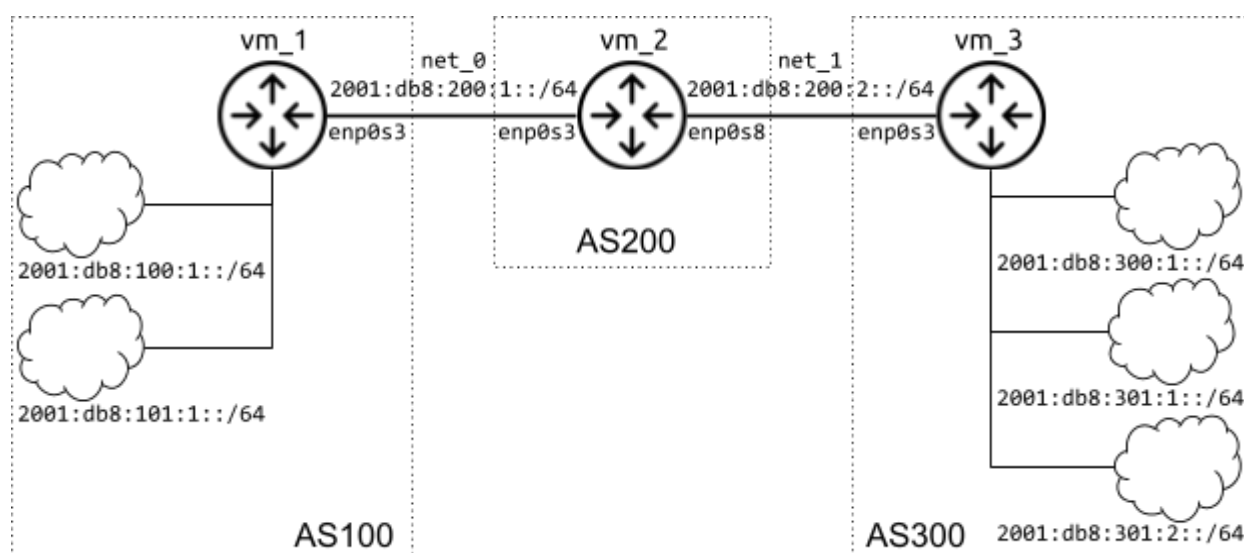 vm_1
vm_2
vm_3
net_0
net_1
2001:db8:200:1::/64
2001:db8:200:2::/64
enp0s3
enp0s3
enp0s8
enp0s3
2001:db8:100:1::/64
2001:db8:101:1::/64
AS100
AS200
2001:db8:300:1::/64
2001:db8:301:1::/64
2001:db8:301:2::/64
AS300